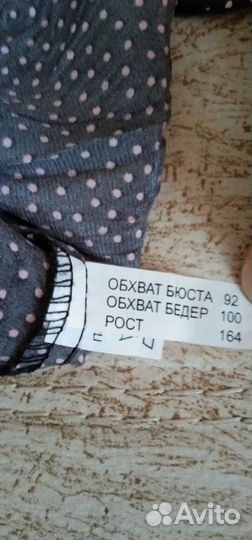 ОБХВАТ БЮСТА 92
ОБХВАТ БЕДЕР 100
РОСТ 164
Avito